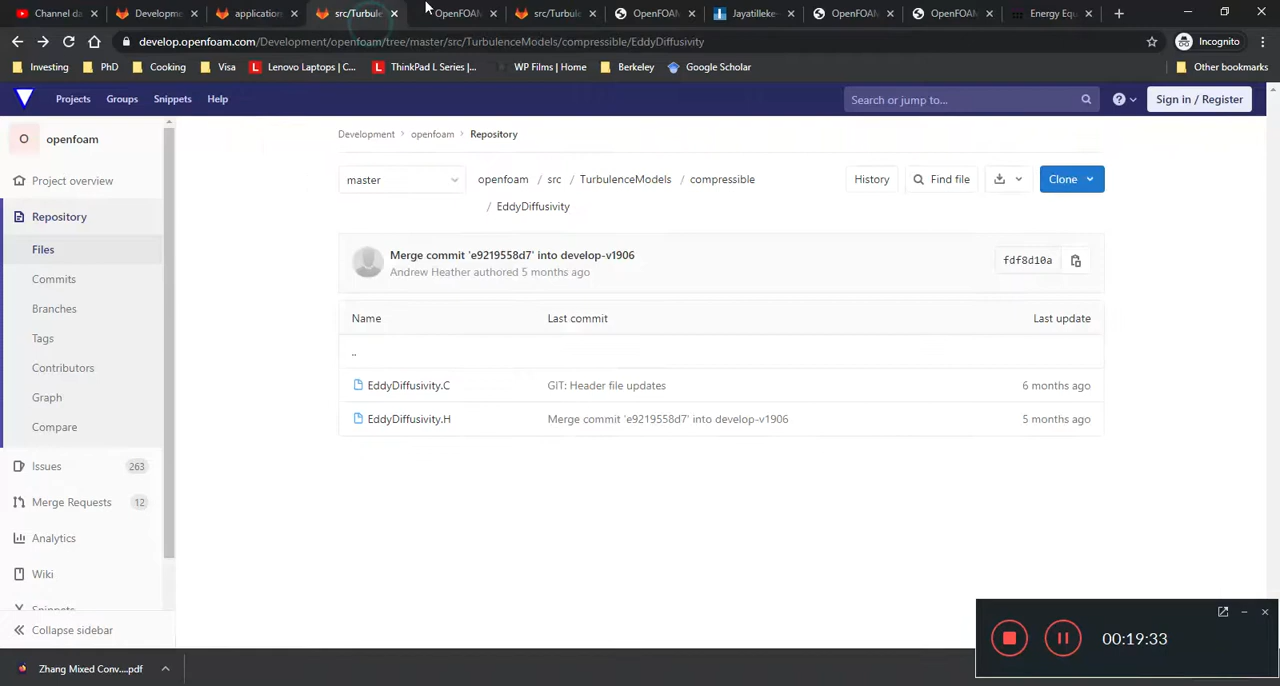 Channel da
Developm
application
src/Turbule
OpenFOAM
src/Turbule
OpenFOAM
Jayatilleke-
OpenFOAM
OpenFOAM
Energy Equ
develop.openfoam.com/Development/openfoam/tree/master/src/TurbulenceModels/compressible/EddyDiffusivity
Incognito
Investing
PhD
Cooking
Visa
Lenovo Laptops | C...
ThinkPad L Series |...
WP Films | Home
Berkeley
Google Scholar
Other bookmarks
Projects
Groups
Snippets
Help
Search or jump to...
Sign in / Register
O
openfoam
Project overview
Repository
Files
Commits
Branches
Tags
Contributors
Graph
Compare
Issues 263
Merge Requests 12
Analytics
Wiki
Snippets
Collapse sidebar
Development > openfoam > Repository
master
openfoam / src / TurbulenceModels / compressible
/ EddyDiffusivity
History
Find file
Clone
Merge commit 'e9219558d7' into develop-v1906
Andrew Heather authored 5 months ago
fdf8d10a
Name Last commit Last update
..
EddyDiffusivity.C GIT: Header file updates 6 months ago
EddyDiffusivity.H Merge commit 'e9219558d7' into develop-v1906 5 months ago
00:19:33
Zhang Mixed Conv....pdf